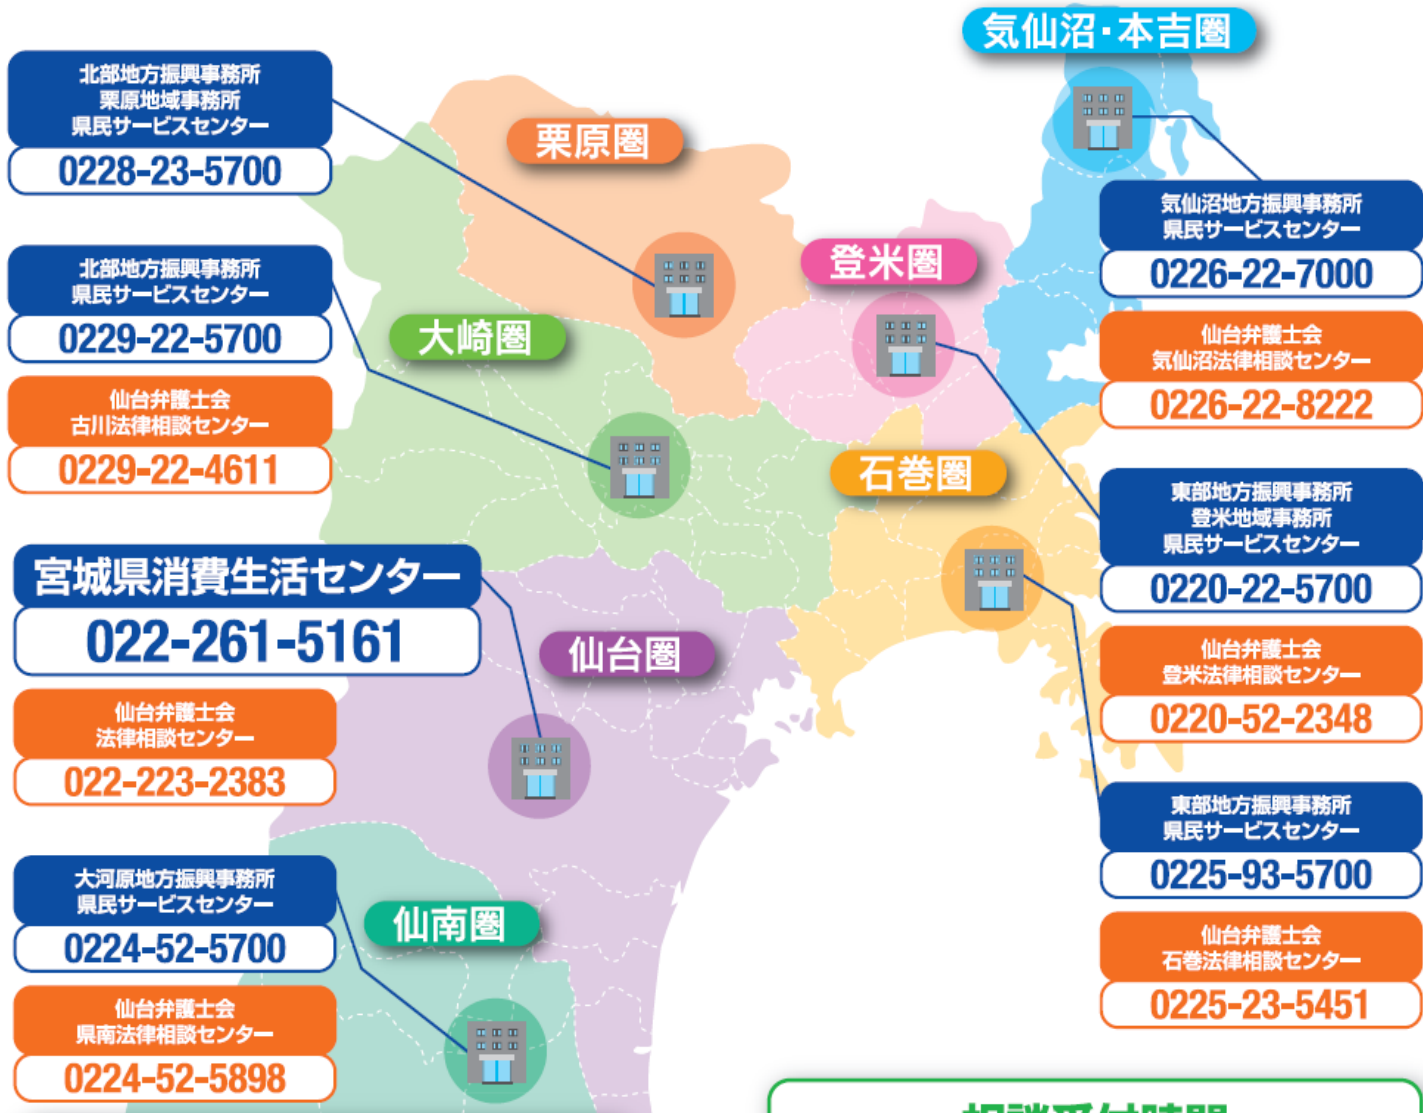 気仙沼・本吉圏
北部地方振興事務所
栗原地域事務所
県民サービスセンター
0228-23-5700
栗原圏
気仙沼地方振興事務所
県民サービスセンター
0226-22-7000
北部地方振興事務所
県民サービスセンター
0229-22-5700
登米圏
大崎圏
仙台弁護士会
気仙沼法律相談センター
0226-22-8222
仙台弁護士会
古川法律相談センター
0229-22-4611
石巻圏
東部地方振興事務所
登米地域事務所
県民サービスセンター
0220-22-5700
宮城県消費生活センター
022-261-5161
仙台圏
仙台弁護士会
登米法律相談センター
0220-52-2348
仙台弁護士会
法律相談センター
022-223-2383
東部地方振興事務所
県民サービスセンター
0225-93-5700
大河原地方振興事務所
県民サービスセンター
0224-52-5700
仙南圏
仙台弁護士会
石巻法律相談センター
0225-23-5451
仙台弁護士会
県南法律相談センター
0224-52-5898
相談受付時間